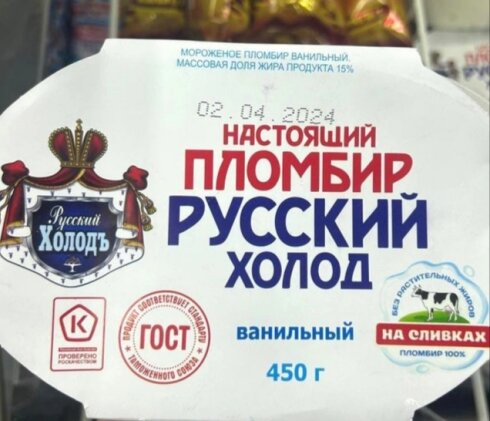 МОРОЖЕНОЕ ПЛОМБИР ВАНИЛЬНЫЙ.
МАССОВАЯ ДОЛЯ ЖИРА ПРОДУКТА 15%
02.04.2024
НАСТОЯЩИЙ
ПЛОМБИР
РУССКИЙ
ХОЛОД
Русский
ХОЛОДЪ
К
ПРОВЕРЕНО
РОСКАЧЕСТВОМ
ПРОДУКТ СООТВЕТСТВУЕТ СТАНДАРТУ
ГОСТ
ТАМОЖЕННОГО СОЮЗА
ванильный
450 г
БЕЗ РАСТИТЕЛЬНЫХ ЖИРОВ
НА СЛИВКАХ
ПЛОМБИР 100%